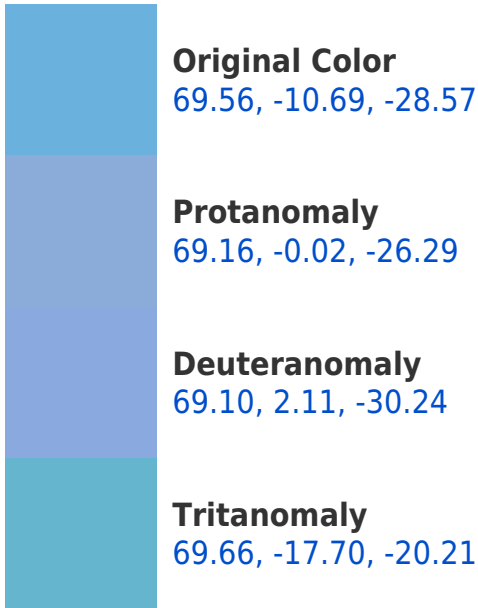 Original Color
69.56, -10.69, -28.57
Protanomaly
69.16, -0.02, -26.29
Deuteranomaly
69.10, 2.11, -30.24
Tritanomaly
69.66, -17.70, -20.21